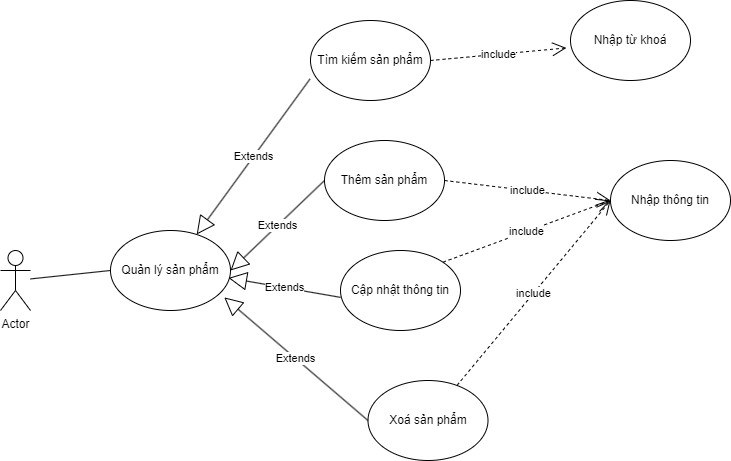 Tìm kiếm sản phẩm
include
Nhập từ khoá
Extends
Thêm sản phẩm
include
Nhập thông tin
Extends
include
Quản lý sản phẩm
Extends
Cập nhật thông tin
include
Actor
Extends
Xoá sản phẩm